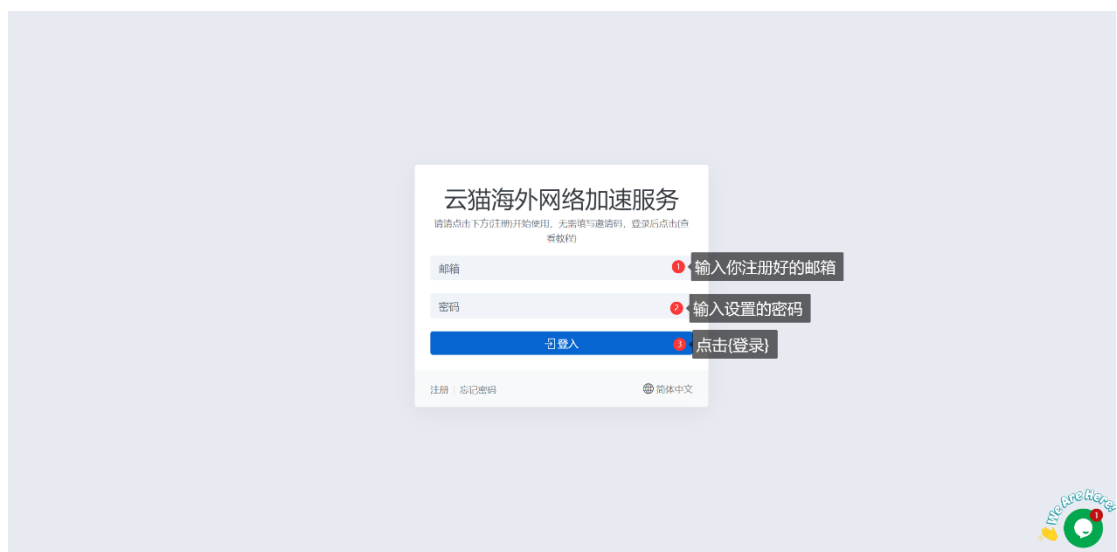 云猫海外网络加速服务
请请点击下方(注册)开始使用，无需填写邀请码，登录后点击(查
看教程)
邮箱
1 输入你注册好的邮箱
密码
2 输入设置的密码
登入
3 点击{登录}
注册 | 忘记密码
简体中文
We Are Here!
1